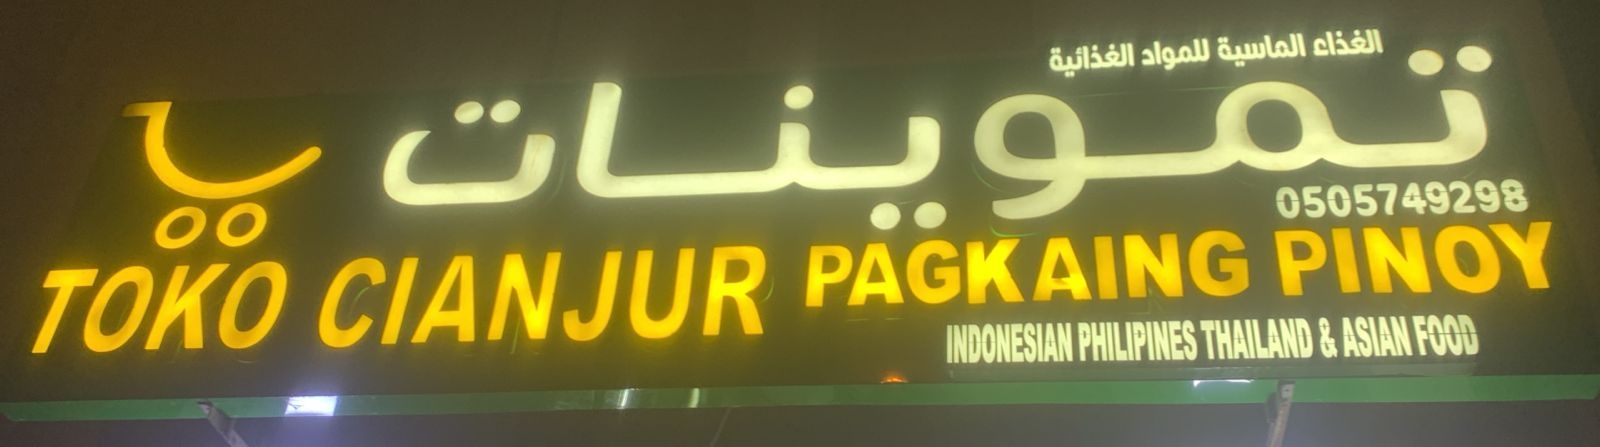 الغذاء الماسية للمواد الغذائية
تموينات
0505749298
TOKO CIANJUR PAGKAING PINOY
INDONESIAN PHILIPINES THAILAND & ASIAN FOOD